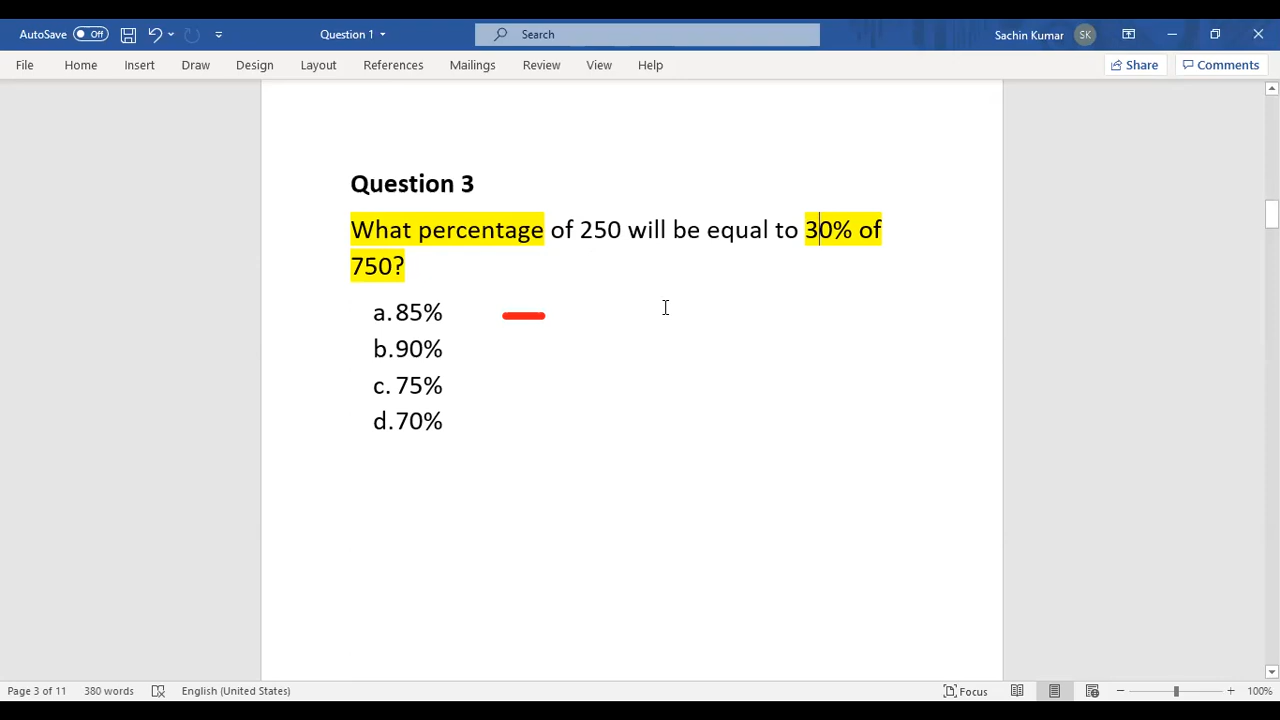 AutoSave Off Question 1 Search Sachin Kumar SK
File Home Insert Draw Design Layout References Mailings Review View Help Share Comments
Question 3
What percentage of 250 will be equal to 30% of
750?
a. 85%
b. 90%
c. 75%
d. 70%
Page 3 of 11 380 words English (United States) Focus 100%